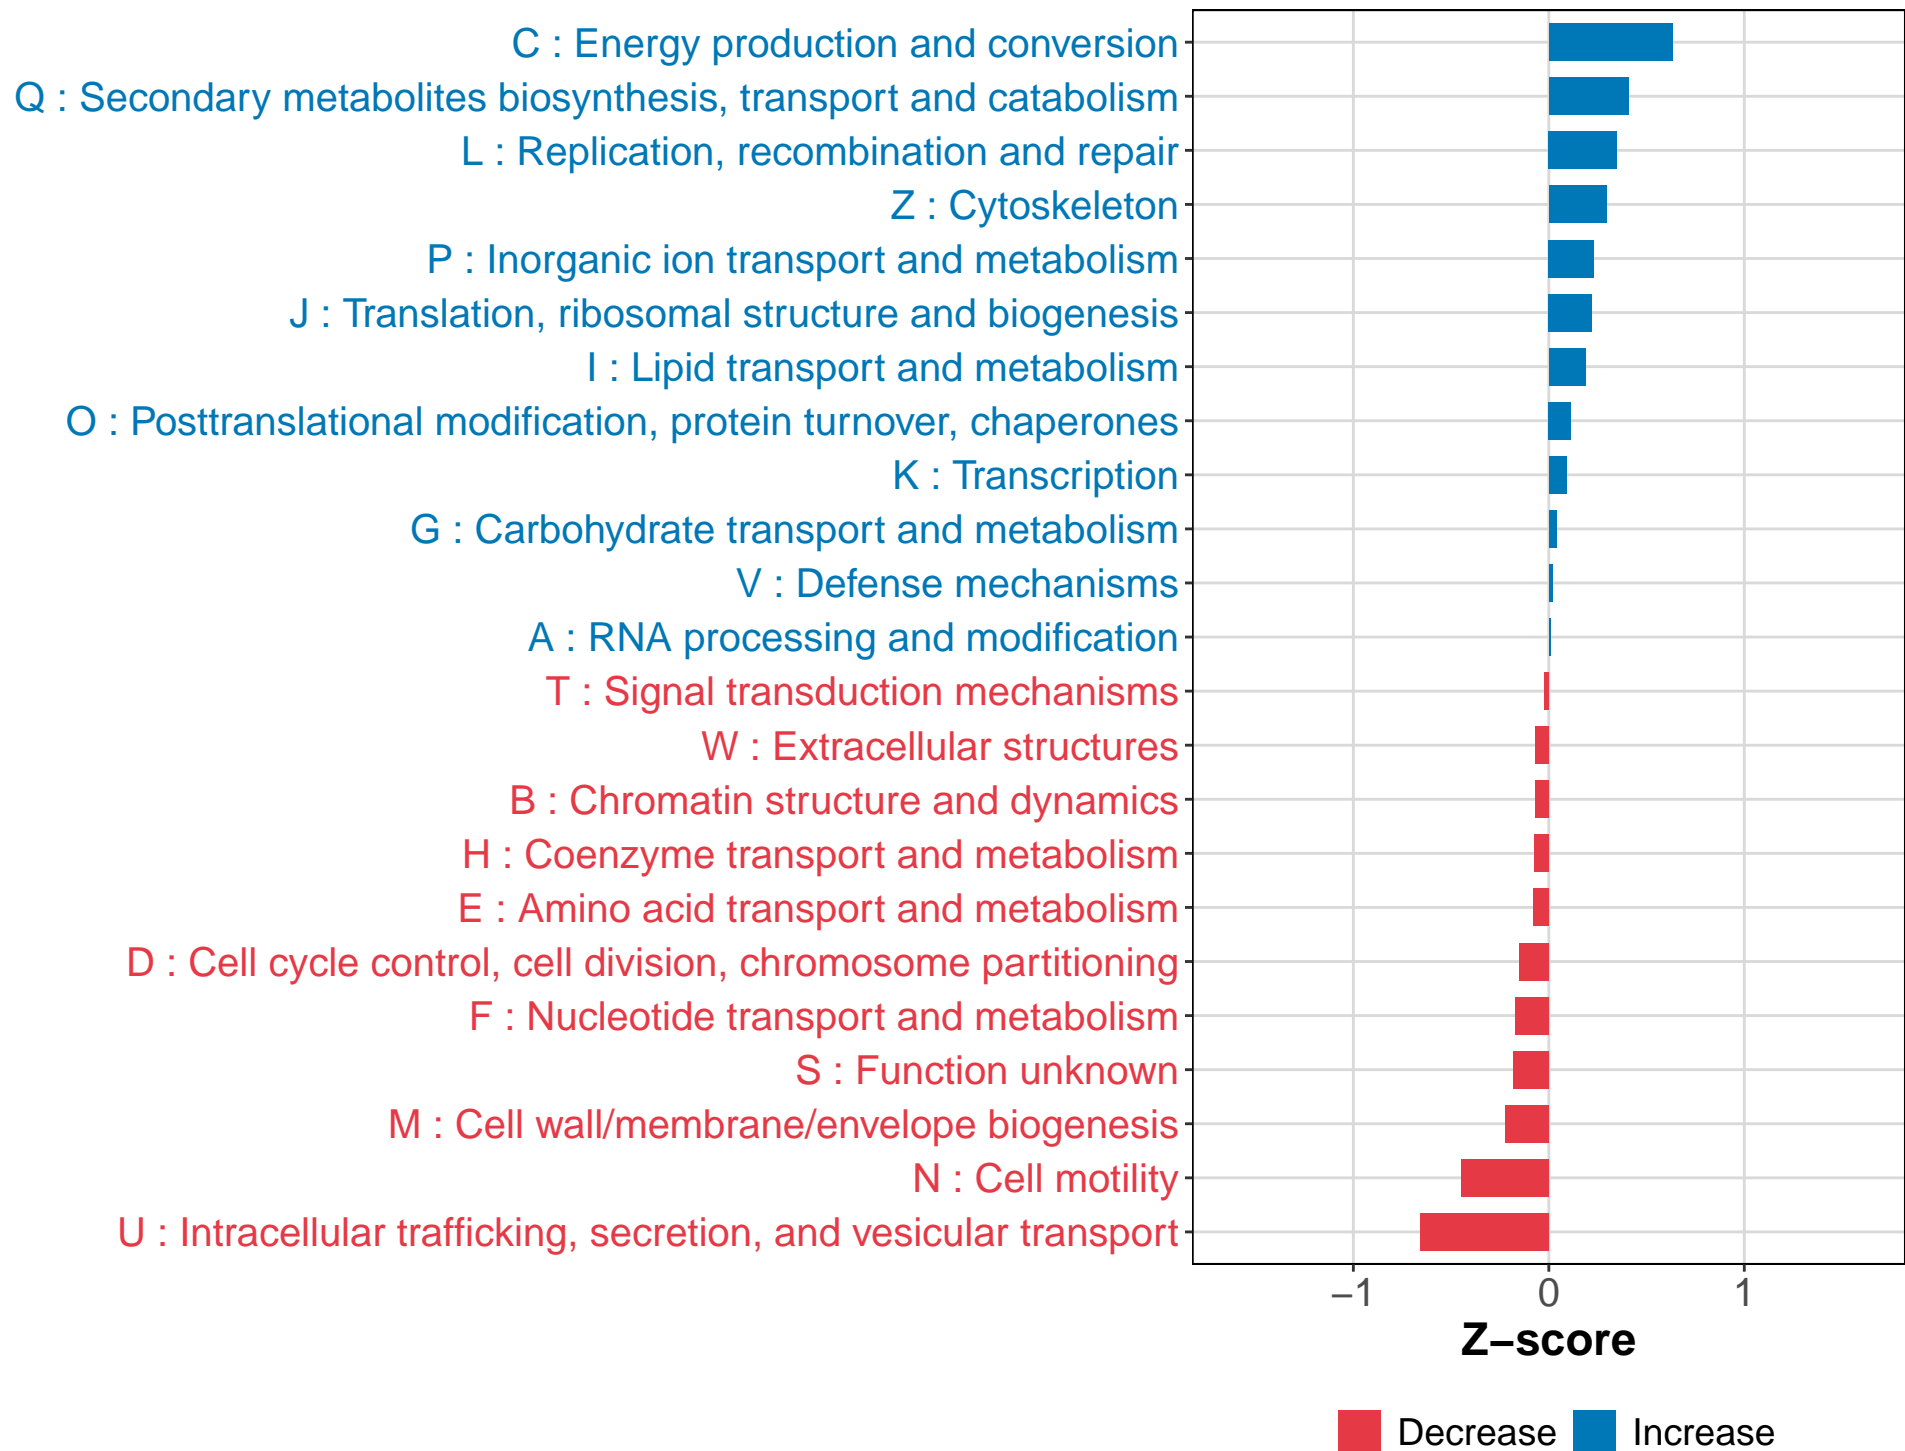 C : Energy production and conversion
Q : Secondary metabolites biosynthesis, transport and catabolism
L : Replication, recombination and repair
Z : Cytoskeleton
P : Inorganic ion transport and metabolism
J : Translation, ribosomal structure and biogenesis
I : Lipid transport and metabolism
O : Posttranslational modification, protein turnover, chaperones
K : Transcription
G : Carbohydrate transport and metabolism
V : Defense mechanisms
A : RNA processing and modification
T : Signal transduction mechanisms
W : Extracellular structures
B : Chromatin structure and dynamics
H : Coenzyme transport and metabolism
E : Amino acid transport and metabolism
D : Cell cycle control, cell division, chromosome partitioning
F : Nucleotide transport and metabolism
S : Function unknown
M : Cell wall/membrane/envelope biogenesis
N : Cell motility
U : Intracellular trafficking, secretion, and vesicular transport
−1 0 1
Z−score
Decrease Increase